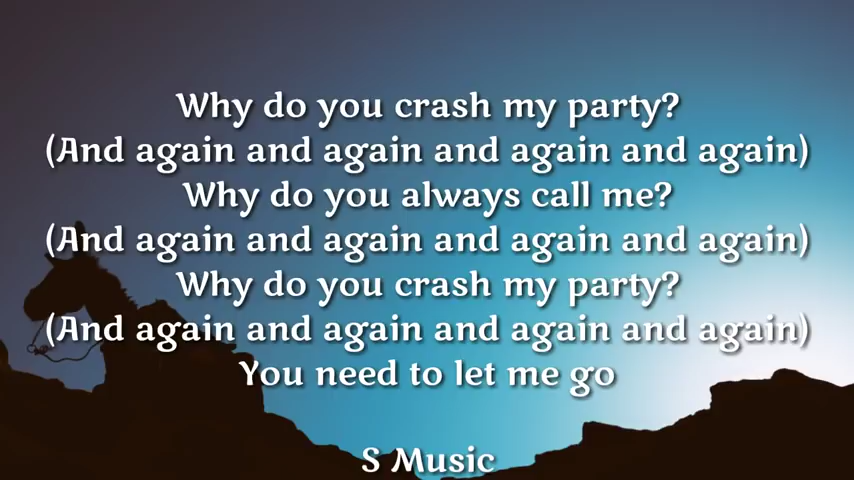 Why do you crash my party?
(And again and again and again and again)
Why do you always call me?
(And again and again and again and again)
Why do you crash my party?
(And again and again and again and again)
You need to let me go
S Music